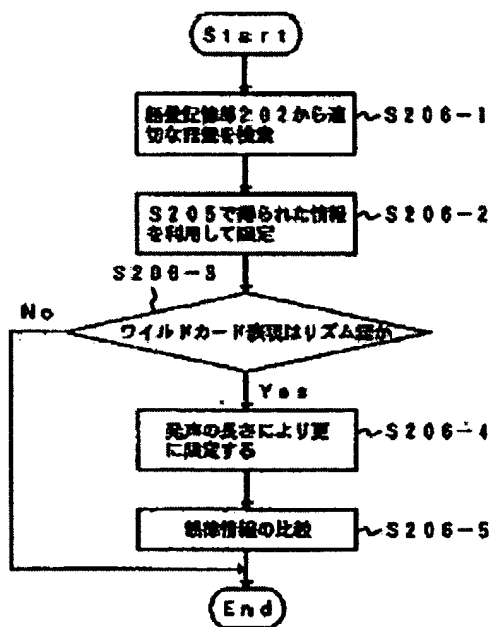 Start
語彙記憶部202から適
切な語彙を検索
S206-1
S205で得られた情報
を利用して限定
S206-2
S206-3
No
ワイルドカード表現はリズム
Yes
発声の長さにより更
に限定する
S206-4
情報の比較
S206-5
End